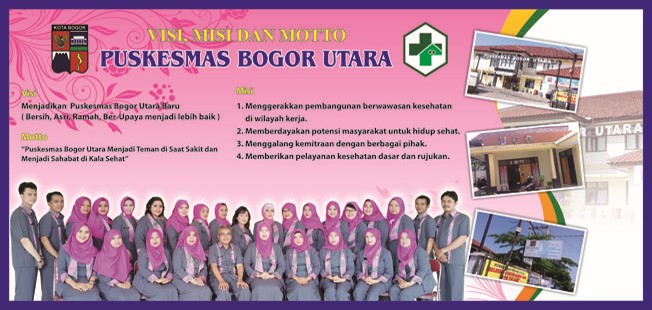 KOTA BOGOR
VISI, MISI DAN MOTTO
PUSKESMAS BOGOR UTARA
Visi
Menjadikan Puskesmas Bogor Utara Baru
( Bersih, Asri, Ramah, Ber Upaya menjadi lebih baik )
Motto
“Puskesmas Bogor Utara Menjadi Teman di Saat Sakit dan
Menjadi Sahabat di Kala Sehat”
Misi
1. Menggerakkan pembangunan berwawasan kesehatan
di wilayah kerja.
2. Memberdayakan potensi masyarakat untuk hidup sehat.
3. Menggalang kemitraan dengan berbagai pihak.
4. Memberikan pelayanan kesehatan dasar dan rujukan.
R UTARA